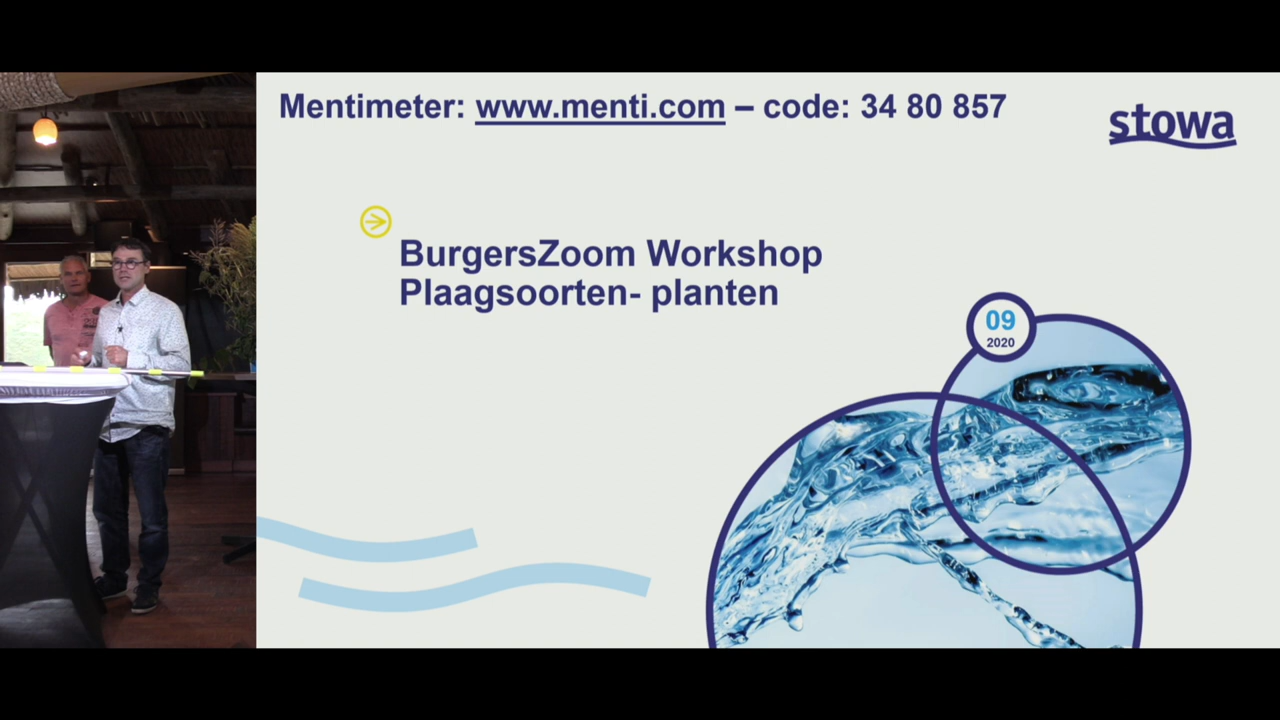 Mentimeter: www.menti.com – code: 34 80 857
stowa
BurgersZoom Workshop
Plaagsoorten- planten
09
2020